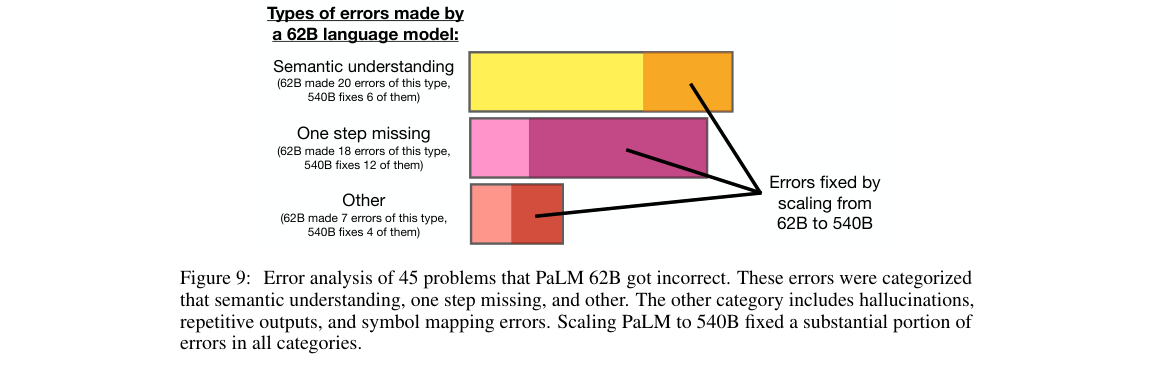 Types of errors made by
a 62B language model:
Semantic understanding
(62B made 20 errors of this type,
540B fixes 6 of them)
One step missing
(62B made 18 errors of this type,
540B fixes 12 of them)
Other
(62B made 7 errors of this type,
540B fixes 4 of them)
Errors fixed by
scaling from
62B to 540B
Figure 9: Error analysis of 45 problems that PaLM 62B got incorrect. These errors were categorized
that semantic understanding, one step missing, and other. The other category includes hallucinations,
repetitive outputs, and symbol mapping errors. Scaling PaLM to 540B fixed a substantial portion of
errors in all categories.